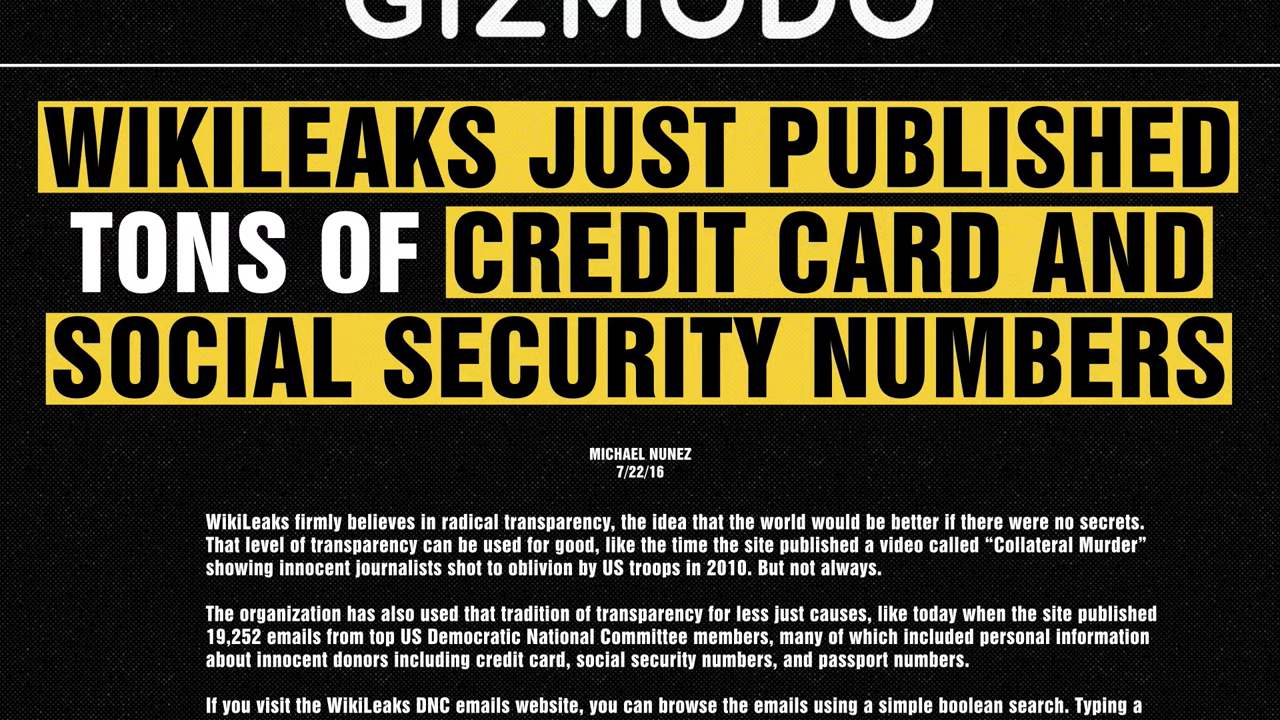 GIZMODO
WIKILEAKS JUST PUBLISHED
TONS OF CREDIT CARD AND
SOCIAL SECURITY NUMBERS
MICHAEL NUNEZ
7/22/16
WikiLeaks firmly believes in radical transparency, the idea that the world would be better if there were no secrets.
That level of transparency can be used for good, like the time the site published a video called “Collateral Murder”
showing innocent journalists shot to oblivion by US troops in 2010. But not always.
The organization has also used that tradition of transparency for less just causes, like today when the site published
19,252 emails from top US Democratic National Committee members, many of which included personal information
about innocent donors including credit card, social security numbers, and passport numbers.
If you visit the WikiLeaks DNC emails website, you can browse the emails using a simple boolean search. Typing a